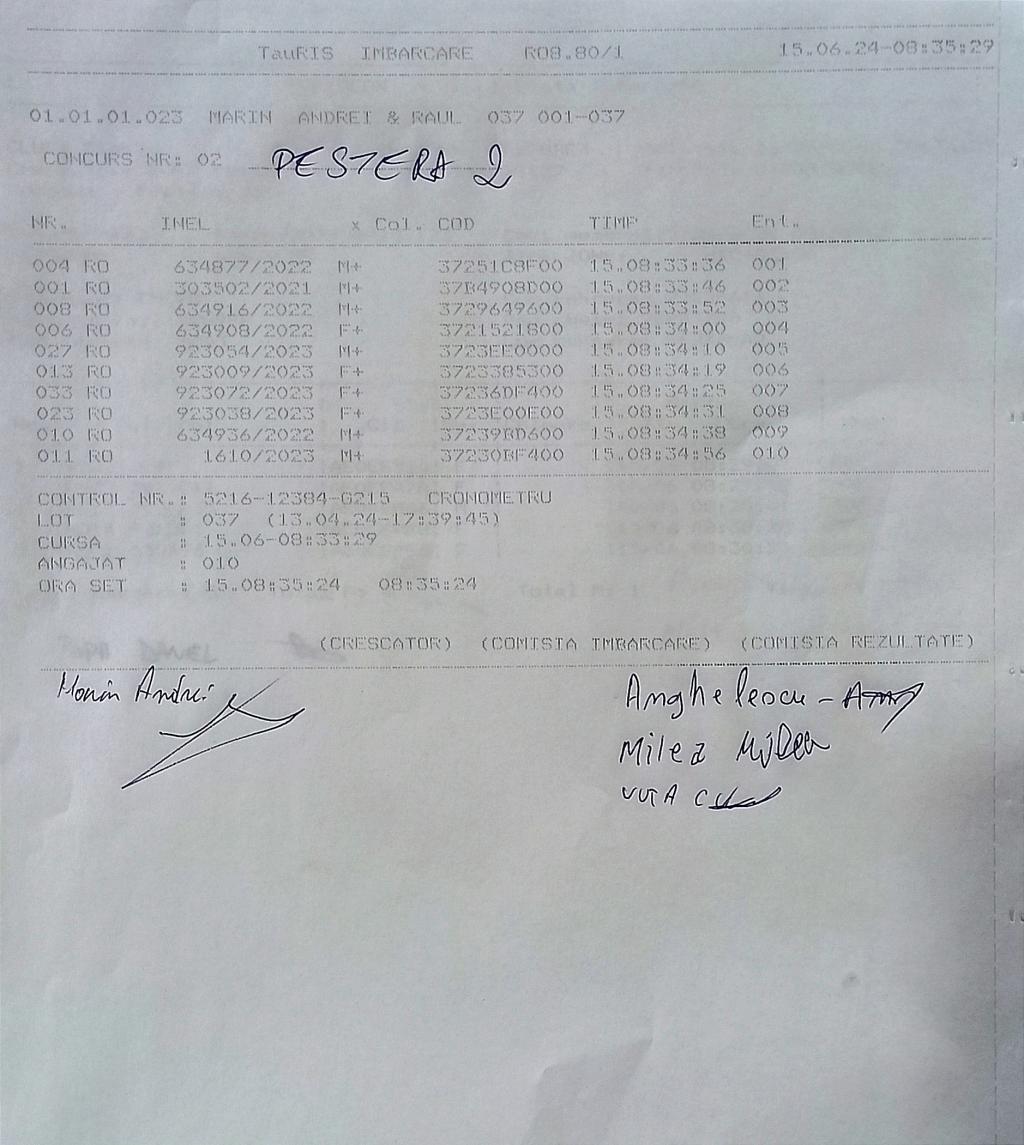 TauRIS IMBARCARE R08.80/1 15.06.24-08:35:29
01.01.01.023 MARIN ANDREI & RAUL 037 001-037
CONCURS NR: 02 PESTERA 2
NR. INEL x Col. COD TIMP Ent.
004 RO 634877/2022 M+ 37251C8F00 15.08:33:36 001
001 RO 303502/2021 M+ 37B4908D00 15.08:33:46 002
008 RO 634916/2022 M+ 3729649600 15.08:33:52 003
006 RO 634908/2022 F+ 3721521800 15.08:34:00 004
027 RO 923054/2023 M+ 3723EE0000 15.08:34:10 005
013 RO 923009/2023 F+ 3723385300 15.08:34:19 006
033 RO 923072/2023 F+ 37236DF400 15.08:34:25 007
023 RO 923038/2023 F+ 3723E00E00 15.08:34:31 008
010 RO 634936/2022 M+ 37239BD600 15.08:34:38 009
011 RO 1610/2023 M+ 37230BF400 15.08:34:56 010
CONTROL NR.: 5216-12384-G215 CRONOMETRU
LOT : 037 (13.04.24-17:39:45)
CURSA : 15.06-08:33:29
ANGAJAT : 010
ORA SET : 15.08:35:24 08:35:24
(CRESCATOR) (COMISIA IMBARCARE) (COMISIA REZULTATE)
Marin Andrei
Anghelescu -
Milea Milea
VUTA